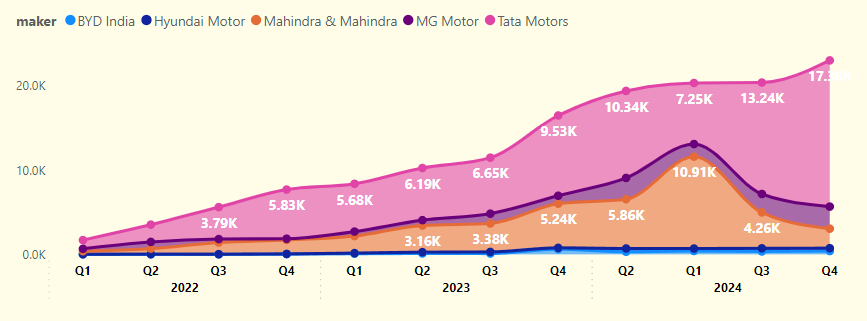 maker BYD India Hyundai Motor Mahindra & Mahindra MG Motor Tata Motors
20.0K
10.0K
0.0K
3.79K
5.83K
5.68K
6.19K
6.65K
9.53K
10.34K
7.25K
13.24K
3.16K
3.38K
5.24K
5.86K
10.91K
4.26K
Q1 Q2 Q3 Q4 Q1 Q2 Q3 Q4 Q2 Q1 Q3 Q4
2022 2023 2024